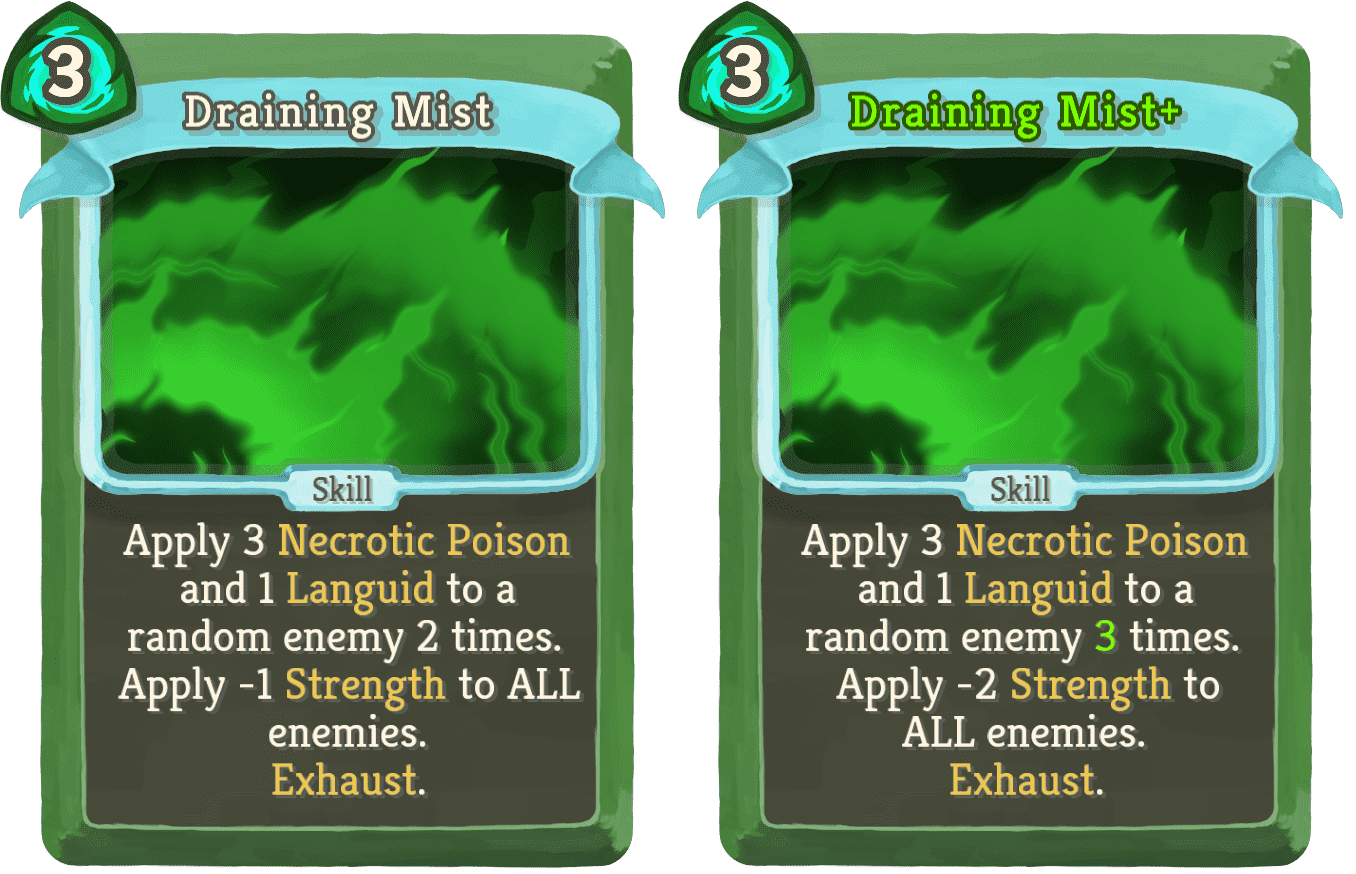 3
Draining Mist
Skill
Apply 3 Necrotic Poison
and 1 Languid to a
random enemy 2 times.
Apply -1 Strength to ALL
enemies.
Exhaust.
3
Draining Mist+
Skill
Apply 3 Necrotic Poison
and 1 Languid to a
random enemy 3 times.
Apply -2 Strength to
ALL enemies.
Exhaust.